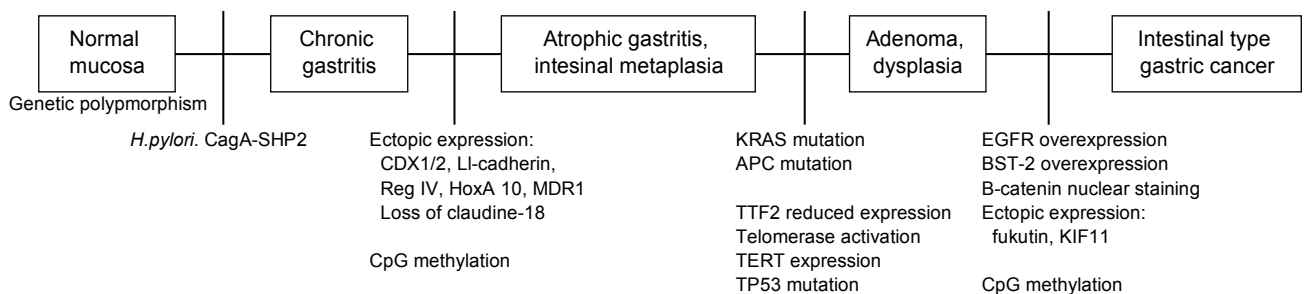 Normal
mucosa
Chronic
gastritis
Atrophic gastritis,
intesinal metaplasia
Adenoma,
dysplasia
Intestinal type
gastric cancer
Genetic polypmorphism
H.pylori. CagA-SHP2
Ectopic expression:
CDX1/2, LI-cadherin,
Reg IV, HoxA 10, MDR1
Loss of claudine-18
CpG methylation
KRAS mutation
APC mutation
TTF2 reduced expression
Telomerase activation
TERT expression
TP53 mutation
EGFR overexpression
BST-2 overexpression
B-catenin nuclear staining
Ectopic expression:
fukutin, KIF11
CpG methylation